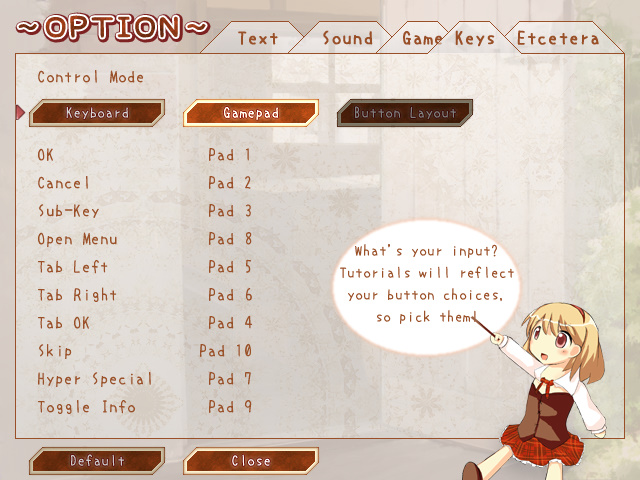 ~OPTION~
Text Sound Game Keys Etcetera
Control Mode
Keyboard Gamepad Button Layout
OK Pad 1
Cancel Pad 2
Sub-Key Pad 3
Open Menu Pad 8
Tab Left Pad 5
Tab Right Pad 6
Tab OK Pad 4
Skip Pad 10
Hyper Special Pad 7
Toggle Info Pad 9
What's your input?
Tutorials will reflect
your button choices,
so pick them.
Default Close